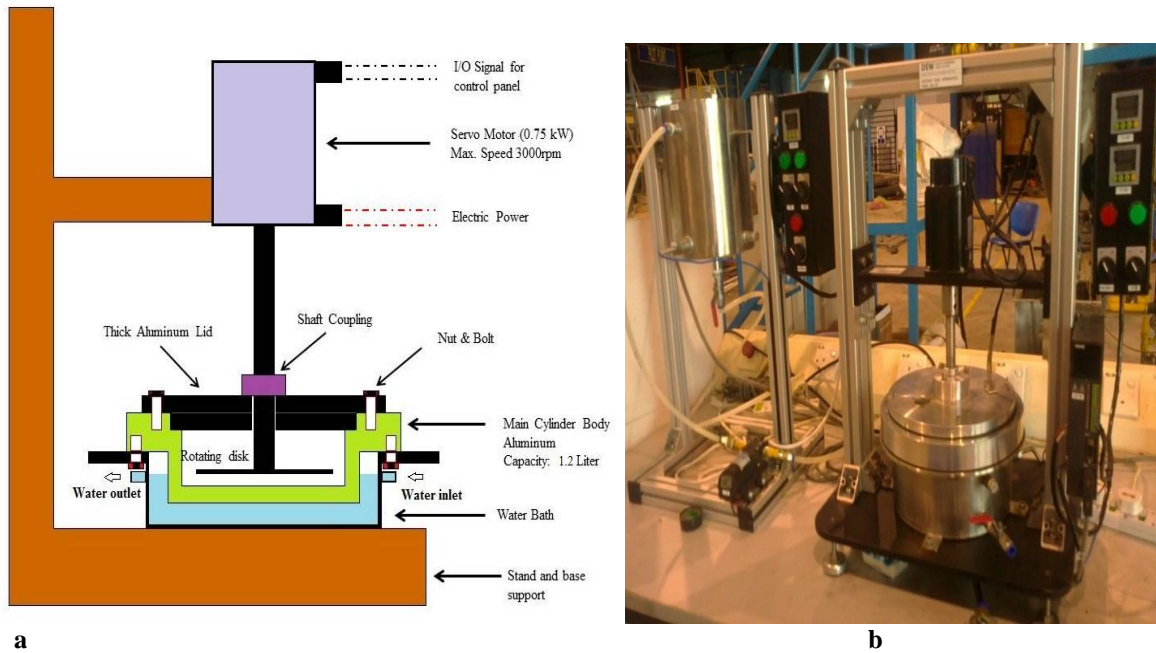 I/O Signal for
control panel
Servo Motor (0.75 kW)
Max. Speed 3000rpm
Electric Power
Shaft Coupling
Thick Aluminum Lid
Nut & Bolt
Main Cylinder Body
Aluminum
Capacity: 1.2 Liter
Rotating disk
Water outlet
Water inlet
Water Bath
Stand and base
support
a
DEW
b